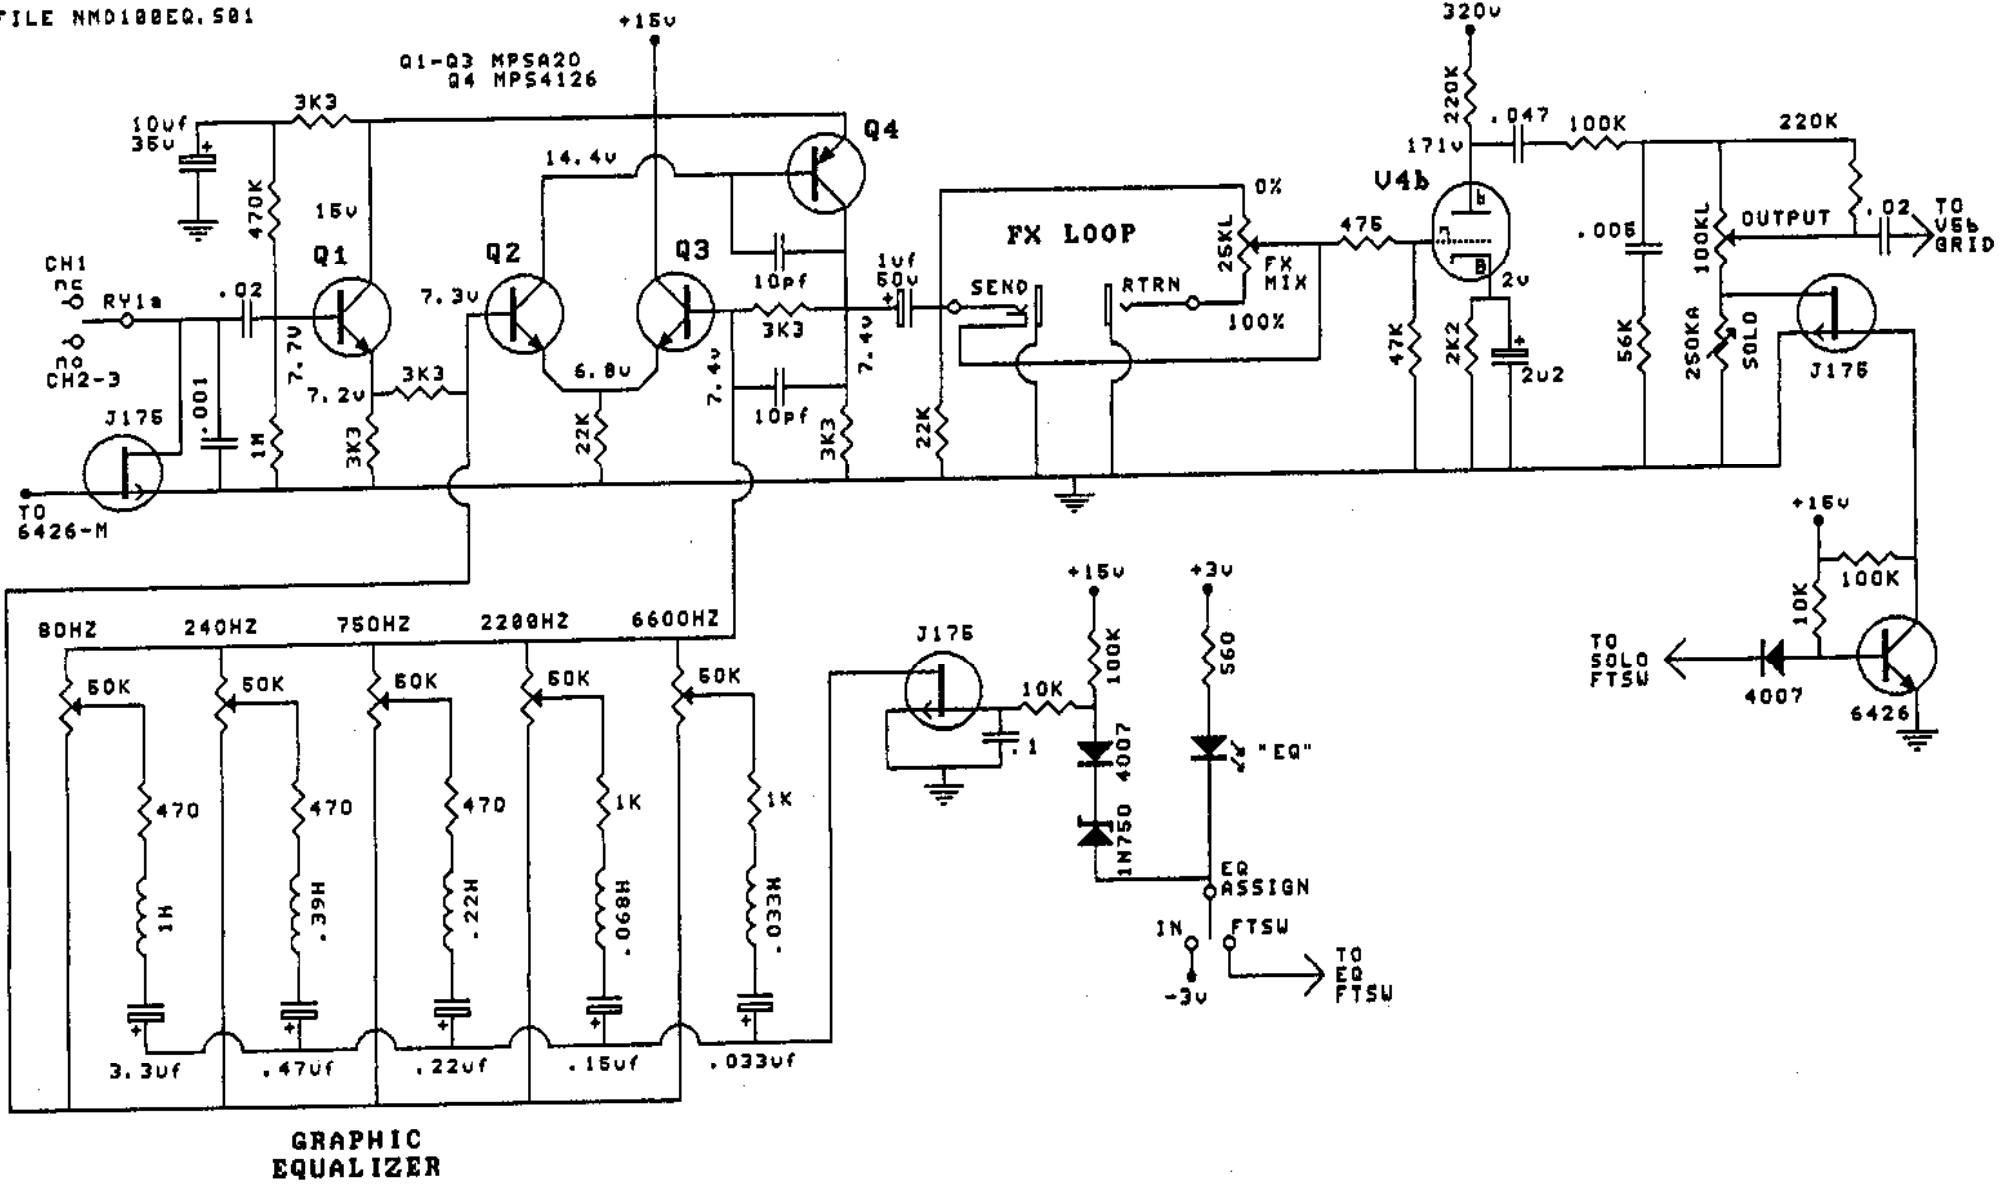 FILE NMD100EQ.S01
+15v
Q1-Q3 MPSA20
Q4 MPS4126
320v
3K3
10uf
35v
Q4
220K
.047
100K
220K
14.4v
171v
470K
15v
V4b
0%
.02
TO
V5b
GRID
475
OUTPUT
Q1
Q2
Q3
FX LOOP
25KL
.005
100KL
10pf
1uf
50v
FX
MIX
CH1
nc
RY1a
.02
7.3v
SEND
RTRN
2v
3K3
100%
no
CH2-3
7.7v
7.4v
47K
2K2
56K
250KA
SOLO
3K3
6.8v
7.4v
2u2
J175
7.2v
J175
.001
10pf
1M
3K3
22K
3K3
22K
TO
6426-M
+15v
+15v
+3v
100K
10K
80HZ
240HZ
750HZ
2200HZ
6600HZ
J175
100K
560
TO
SOLO
FTSW
50K
50K
50K
50K
50K
10K
4007
6426
.1
4007
"EQ"
470
470
470
1K
1K
1N750
EQ
ASSIGN
1H
.39H
.22H
.068H
.033H
IN
FTSW
TO
EQ
FTSW
-3v
3.3uf
.47uf
.22uf
.15uf
.033uf
GRAPHIC
EQUALIZER